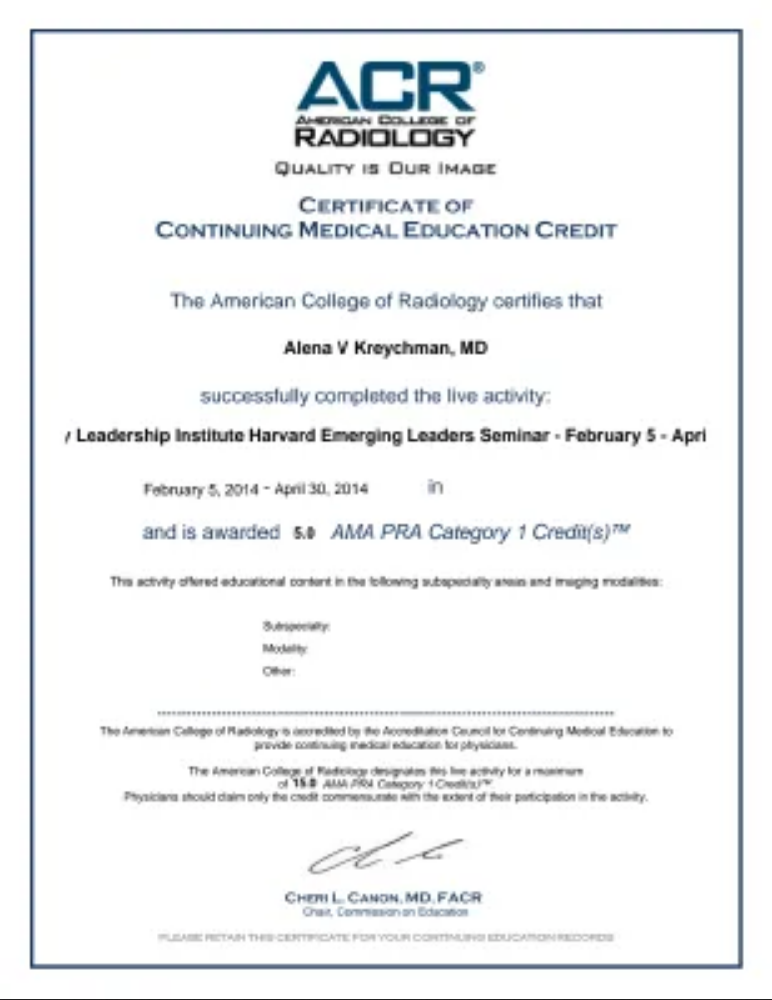 ACR®
AMERICAN COLLEGE OF
RADIOLOGY
QUALITY IS OUR IMAGE
CERTIFICATE OF
CONTINUING MEDICAL EDUCATION CREDIT
The American College of Radiology certifies that
Alena V Kreychman, MD
successfully completed the live activity:
y Leadership Institute Harvard Emerging Leaders Seminar - February 5 - Apri
February 5, 2014 - April 30, 2014 in
and is awarded 5.0 AMA PRA Category 1 Credit(s)™
This activity offered educational content in the following subspecialty areas and imaging modalities:
Subspecialty:
Modality:
Other:
The American College of Radiology is accredited by the Accreditation Council for Continuing Medical Education to
provide continuing medical education for physicians.
The American College of Radiology designates this live activity for a maximum
of 15.0 AMA PRA Category 1 Credit(s)™
Physicians should claim only the credit commensurate with the extent of their participation in the activity.
CHERI L. CANON, MD, FACR
Chair, Commission on Education
PLEASE RETAIN THIS CERTIFICATE FOR YOUR CONTINUING EDUCATION RECORDS